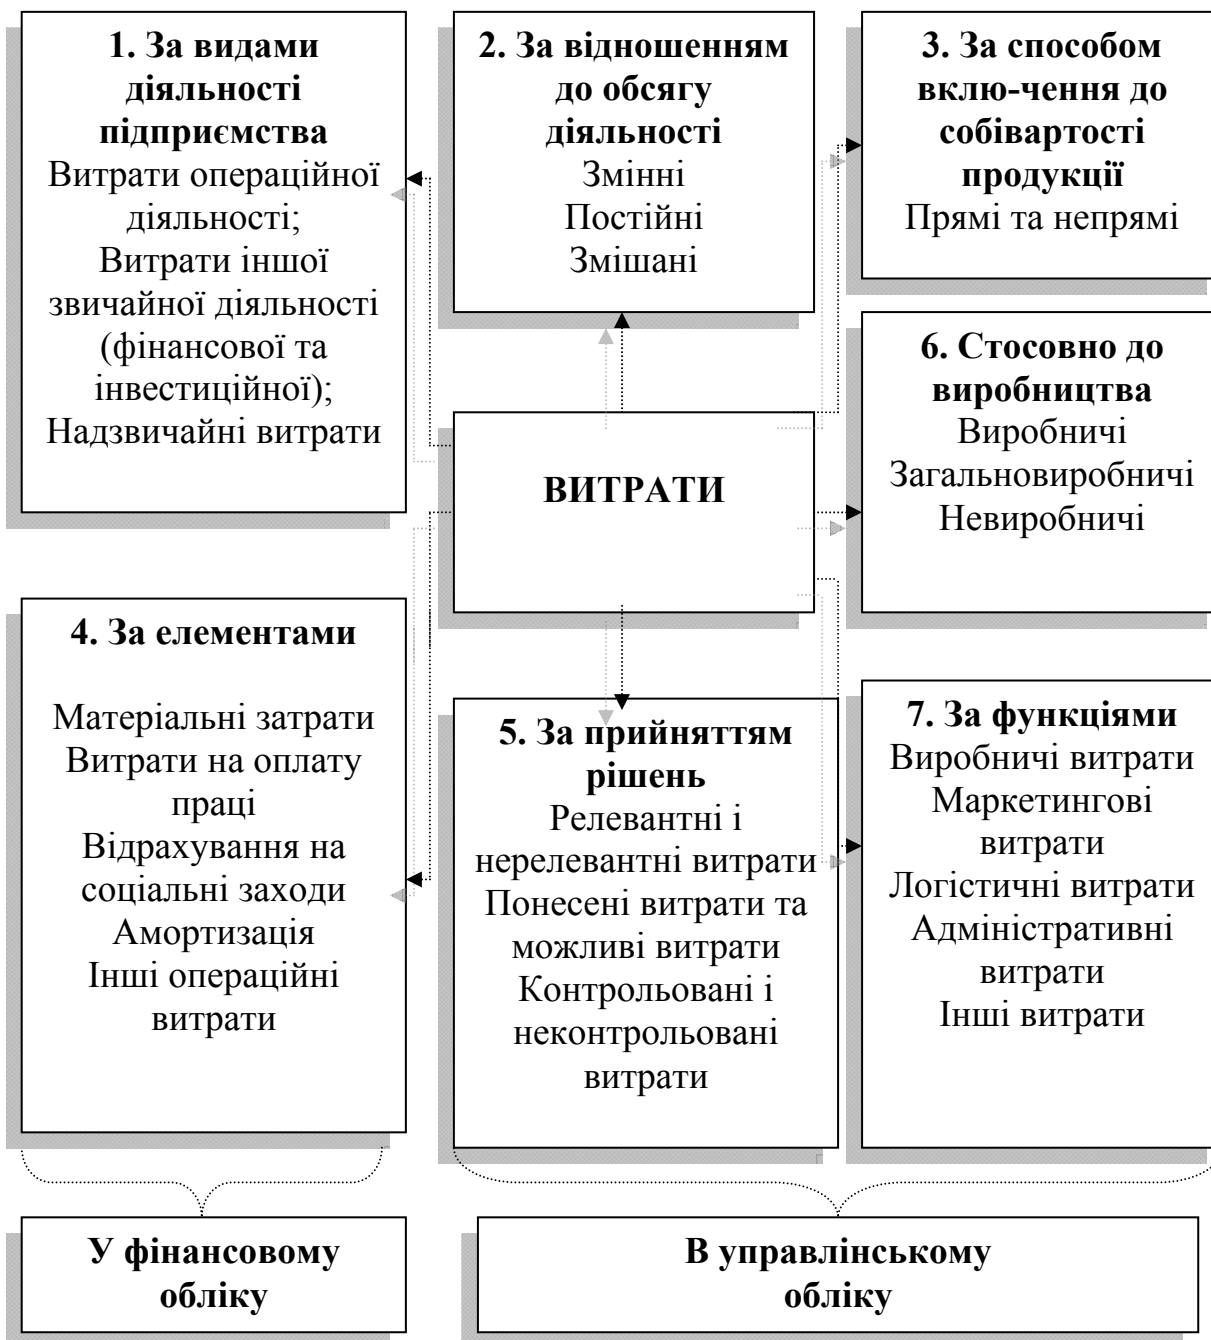 1. За видами
діяльності
підприємства
Витрати операційної
діяльності;
Витрати іншої
звичайної діяльності
(фінансової та
інвестиційної);
Надзвичайні витрати
2. За відношенням
до обсягу
діяльності
Змінні
Постійні
Змішані
3. За способом
вклю-чення до
собівартості
продукції
Прямі та непрямі
ВИТРАТИ
6. Стосовно до
виробництва
Виробничі
Загальновиробничі
Невиробничі
4. За елементами
Матеріальні затрати
Витрати на оплату
праці
Відрахування на
соціальні заходи
Амортизація
Інші операційні
витрати
5. За прийняттям
рішень
Релевантні і
нерелевантні витрати
Понесені витрати та
можливі витрати
Контрольовані і
неконтрольовані
витрати
7. За функціями
Виробничі витрати
Маркетингові
витрати
Логістичні витрати
Адміністративні
витрати
Інші витрати
У фінансовому
обліку
В управлінському
обліку